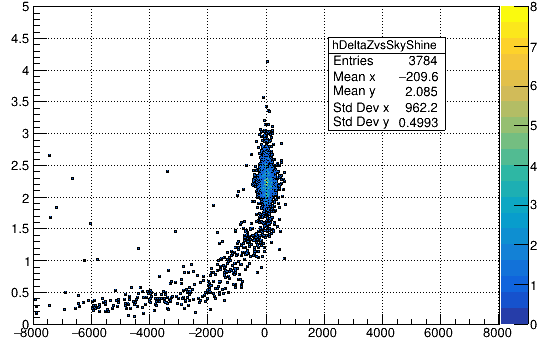 hDeltaZvsSkyShine
Entries 3784
Mean x −209.6
Mean y 2.085
Std Dev x 962.2
Std Dev y 0.4993
5
4.5
4
3.5
3
2.5
2
1.5
1
0.5
0
−8000 −6000 −4000 −2000 0 2000 4000 6000 8000
8
7
6
5
4
3
2
1
0